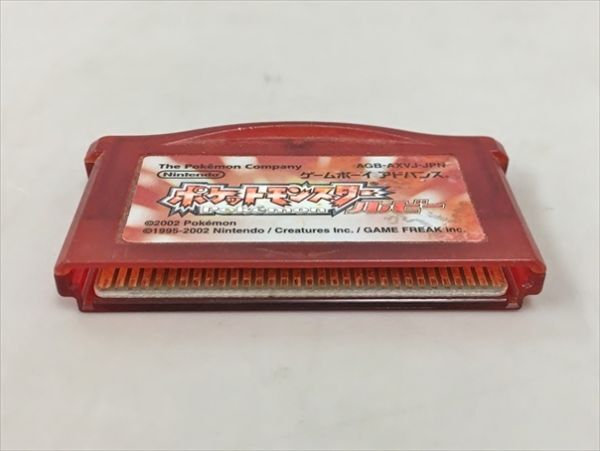 The Pokémon Company AGB-AXVJ-JPN
Nintendo ゲームボーイ アドバンス
ポケットモンスター
POKéMON ルビー
©2002 Pokémon
©1995-2002 Nintendo / Creatures Inc. / GAME FREAK inc.